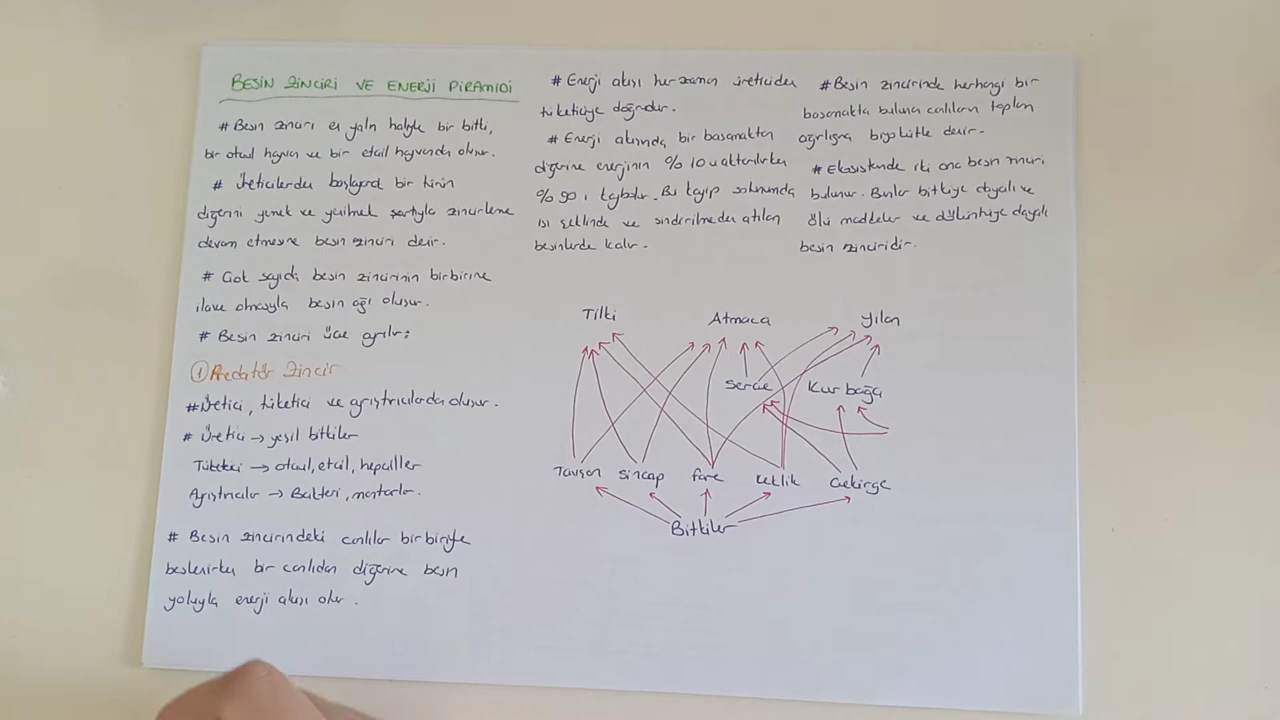 BESİN ZİNCİRİ VE ENERJİ PİRAMİDİ
# Besin zinciri en yalın haliyle bir bitki,
bir otçul hayvan ve bir etçil hayvandan oluşur.
# Üreticilerden başlayarak bir türün
diğerini yemek ve yenilmek şartıyla zincirleme
devam etmesine besin zinciri denir.
# Çok sayıda besin zincirinin birbirine
ilave olmasıyla besin ağı oluşur.
# Besin zinciri üçe ayrılır:
① Predatör Zincir
# Üretici, tüketici ve ayrıştırıcılardan oluşur.
# Üretici → yeşil bitkiler
Tüketici → otçul, etçil, hepçiller
Ayrıştırıcılar → Bakteri, mantarlar.
# Besin zincirindeki canlılar birbiriyle
beslenirken bir canlıdan diğerine besin
yoluyla enerji akışı olur.
# Enerji akışı her zaman üreticiden
tüketiciye doğrudur.
# Enerji akışında bir basamaktan
diğerine enerjinin %10'u aktarılırken
%90'ı kaybolur. Bu kayıp solunumda
ısı şeklinde ve sindirilmeden atılan
besinlerde kalır.
# Besin zincirinde herhangi bir
basamakta bulunan canlıların toplam
ağırlığına biyokütle denir.
# Ekosistemde iki ana besin zinciri
bulunur. Bunlar bitkiye dayalı ve
ölü maddeler ve döküntüye dayalı
besin zinciridir.
Tilki Atmaca Yılan
Serçe Kurbağa
Tavşan Sincap fare Keklik Çekirge
Bitkiler